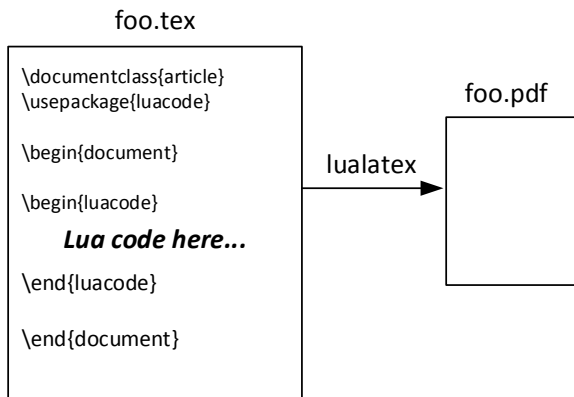 foo.tex
\documentclass{article}
\usepackage{luacode}
\begin{document}
\begin{luacode}
Lua code here...
\end{luacode}
\end{document}
lualatex
foo.pdf